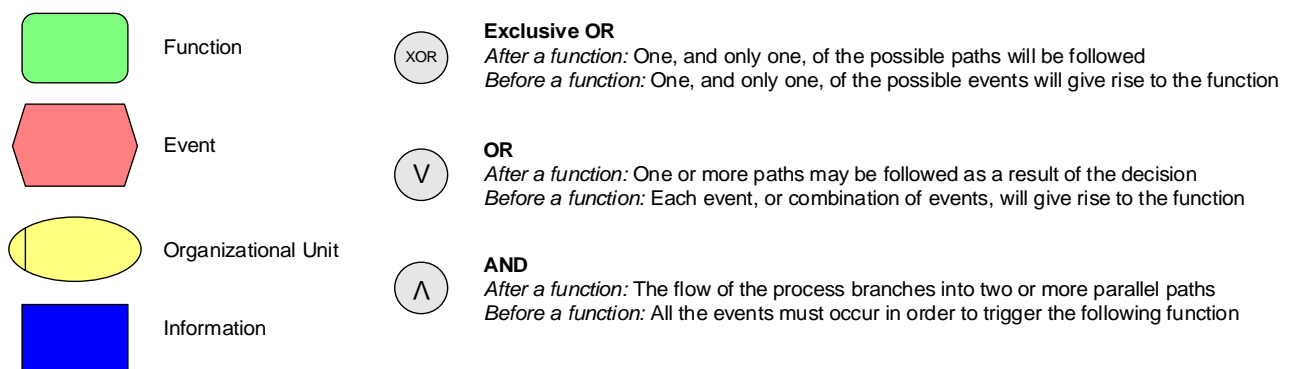 Function
Event
Organizational Unit
Information
XOR
Exclusive OR
After a function: One, and only one, of the possible paths will be followed
Before a function: One, and only one, of the possible events will give rise to the function
V
OR
After a function: One or more paths may be followed as a result of the decision
Before a function: Each event, or combination of events, will give rise to the function
Λ
AND
After a function: The flow of the process branches into two or more parallel paths
Before a function: All the events must occur in order to trigger the following function